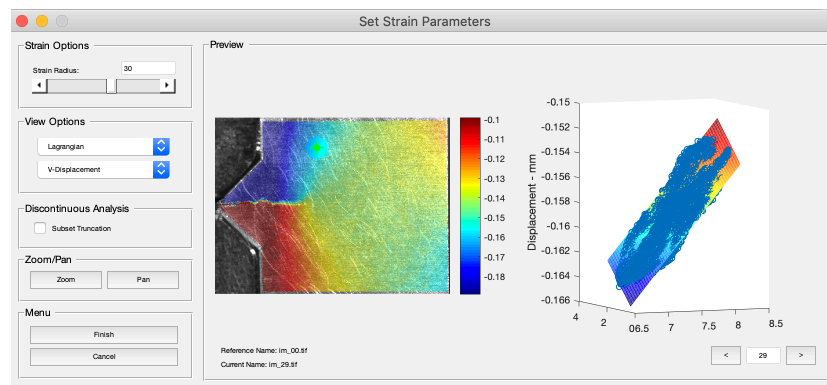 Set Strain Parameters
Strain Options
Strain Radius:
30
View Options
Lagrangian
V-Displacement
Discontinuous Analysis
Subset Truncation
Zoom/Pan
Zoom
Pan
Menu
Finish
Cancel
Preview
-0.1
-0.11
-0.12
-0.13
-0.14
-0.15
-0.16
-0.17
-0.18
Displacement - mm
-0.15
-0.152
-0.154
-0.156
-0.158
-0.16
-0.162
-0.164
-0.166
4
2
06.5
7
7.5
8
8.5
Reference Name: im_00.tif
Current Name: im_29.tif
<
29
>